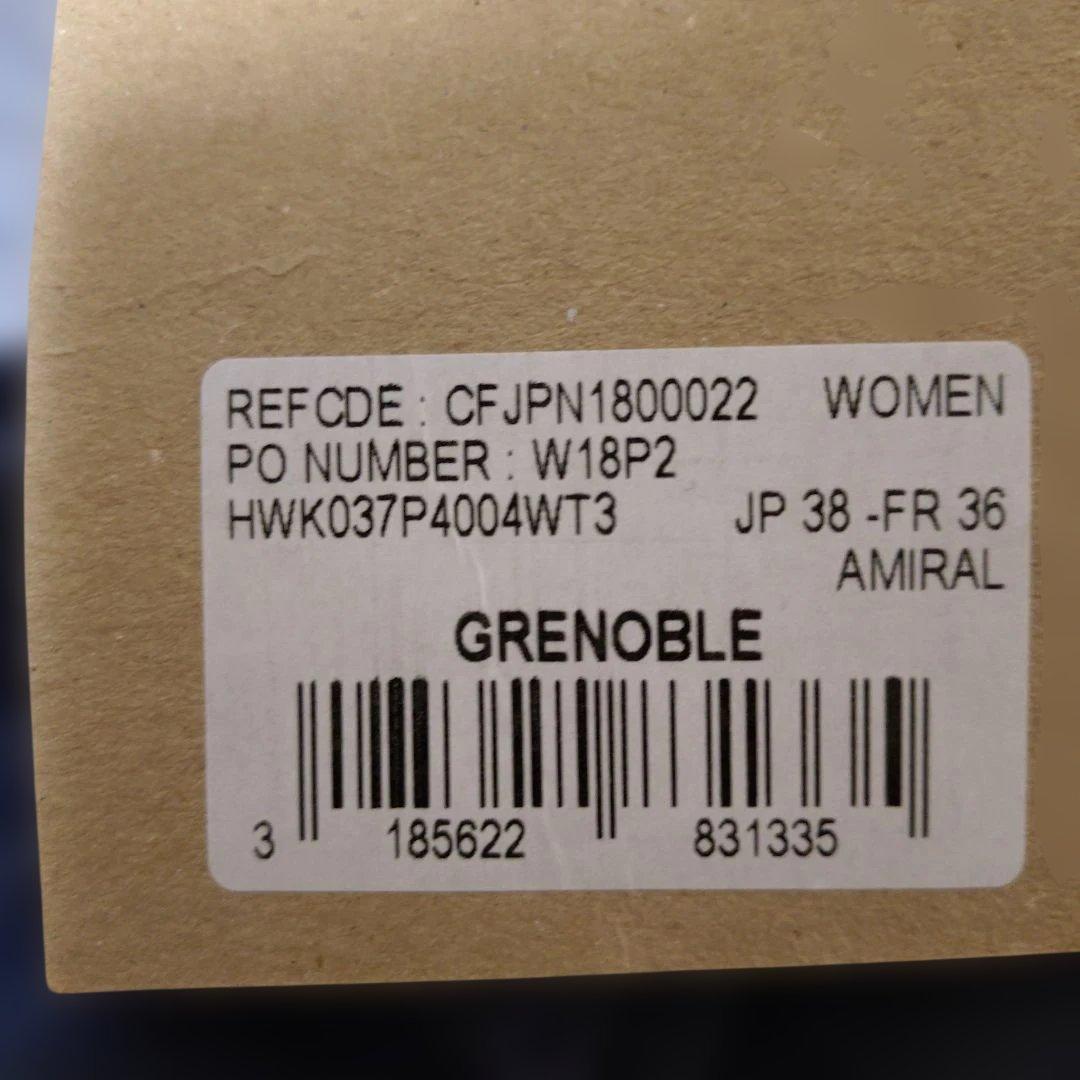 REFCDE : CFJPN1800022 WOMEN
PO NUMBER : W18P2
HWK037P4004WT3 JP 38 -FR 36
AMIRAL
GRENOBLE
3 185622 831335